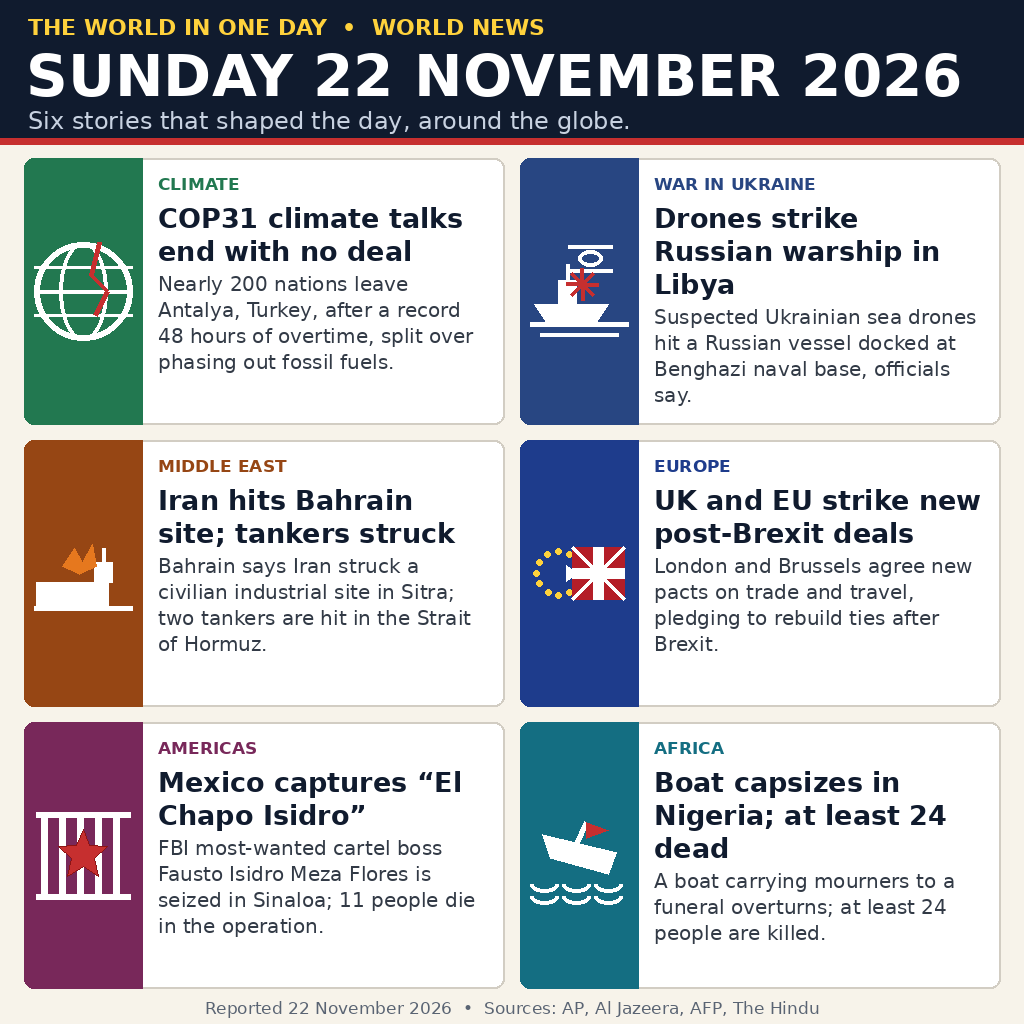 THE WORLD IN ONE DAY • WORLD NEWS
SUNDAY 22 NOVEMBER 2026
Six stories that shaped the day, around the globe.
CLIMATE
COP31 climate talks
end with no deal
Nearly 200 nations leave
Antalya, Turkey, after a record
48 hours of overtime, split over
phasing out fossil fuels.
WAR IN UKRAINE
Drones strike
Russian warship in
Libya
Suspected Ukrainian sea drones
hit a Russian vessel docked at
Benghazi naval base, officials
say.
MIDDLE EAST
Iran hits Bahrain
site; tankers struck
Bahrain says Iran struck a
civilian industrial site in Sitra;
two tankers are hit in the Strait
of Hormuz.
EUROPE
UK and EU strike new
post-Brexit deals
London and Brussels agree new
pacts on trade and travel,
pledging to rebuild ties after
Brexit.
AMERICAS
Mexico captures “El
Chapo Isidro”
FBI most-wanted cartel boss
Fausto Isidro Meza Flores is
seized in Sinaloa; 11 people die
in the operation.
AFRICA
Boat capsizes in
Nigeria; at least 24
dead
A boat carrying mourners to a
funeral overturns; at least 24
people are killed.
Reported 22 November 2026 • Sources: AP, Al Jazeera, AFP, The Hindu